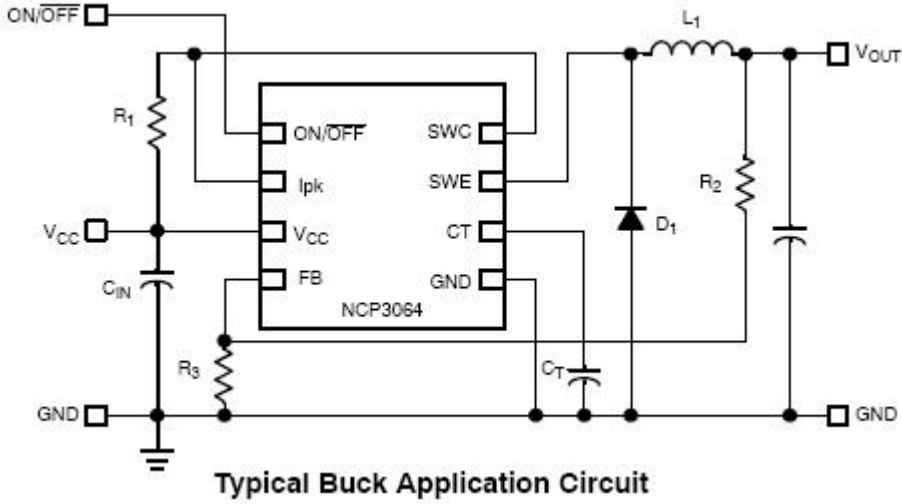 ON/OFF
L1
VOUT
R1
ON/OFF
SWC
Ipk
SWE
R2
VCC
VCC
CT
D1
CIN
FB
GND
NCP3064
R3
CT
GND
GND
Typical Buck Application Circuit